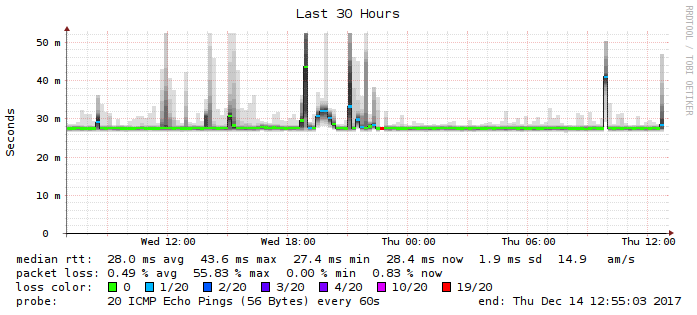 Last 30 Hours
RRDTOOL / TOBI OETIKER
Seconds
50 m
40 m
30 m
20 m
10 m
0
Wed 12:00 Wed 18:00 Thu 00:00 Thu 06:00 Thu 12:00
median rtt: 28.0 ms avg 43.6 ms max 27.4 ms min 28.4 ms now 1.9 ms sd 14.9 am/s
packet loss: 0.49 % avg 55.83 % max 0.00 % min 0.83 % now
loss color: 0 1/20 2/20 3/20 4/20 10/20 19/20
probe: 20 ICMP Echo Pings (56 Bytes) every 60s end: Thu Dec 14 12:55:03 2017